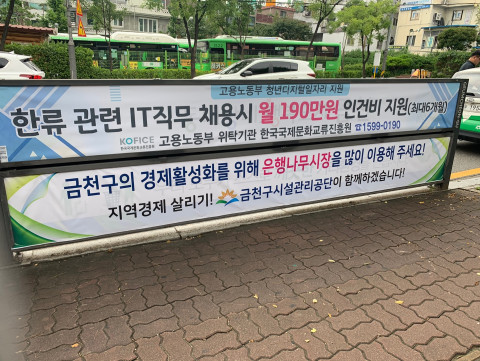 고용노동부 청년디지털일자리 지원
한류 관련 IT직무 채용시 월 190만원 인건비 지원(최대6개월)
KOFICE 고용노동부 위탁기관 한국국제문화교류진흥원 ☎1599-0190
금천구의 경제활성화를 위해 은행나무시장을 많이 이용해 주세요!
지역경제 살리기! 금천구시설관리공단이 함께하겠습니다!